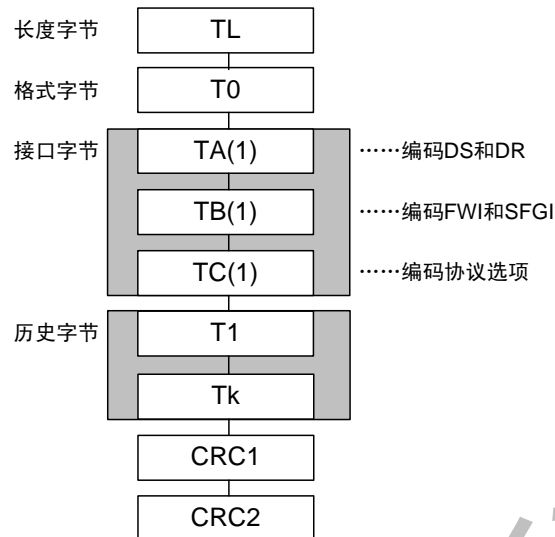 长度字节 TL
格式字节 T0
接口字节 TA(1) ……编码DS和DR
TB(1) ……编码FWI和SFGI
TC(1) ……编码协议选项
历史字节 T1
Tk
CRC1
CRC2